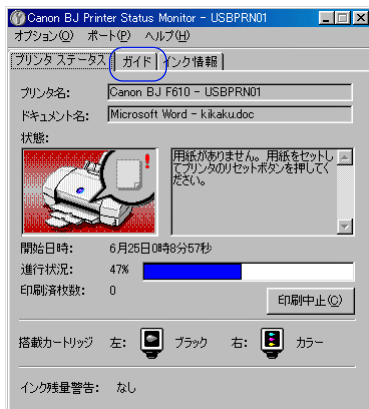 Canon BJ Printer Status Monitor - USBPRN01
オプション(O) ポート(P) ヘルプ(H)
プリンタ ステータス ガイド インク情報
プリンタ名: Canon BJ F610 - USBPRN01
ドキュメント名: Microsoft Word - kikaku.doc
状態:
用紙がありません。用紙をセットし
てプリンタのリセットボタンを押してく
ださい。
開始日時: 6月25日0時8分57秒
進行状況: 47%
印刷済枚数: 0
印刷中止(C)
搭載カートリッジ 左: ブラック 右: カラー
インク残量警告: なし